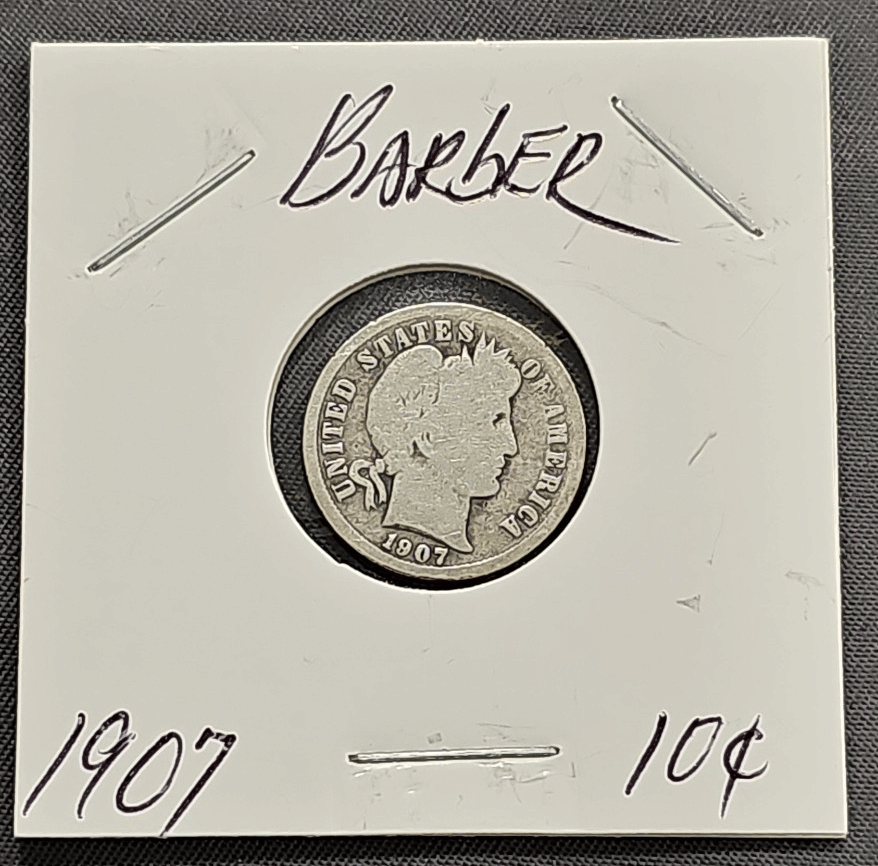 BARBER
UNITED STATES OF AMERICA
1907
1907
10¢